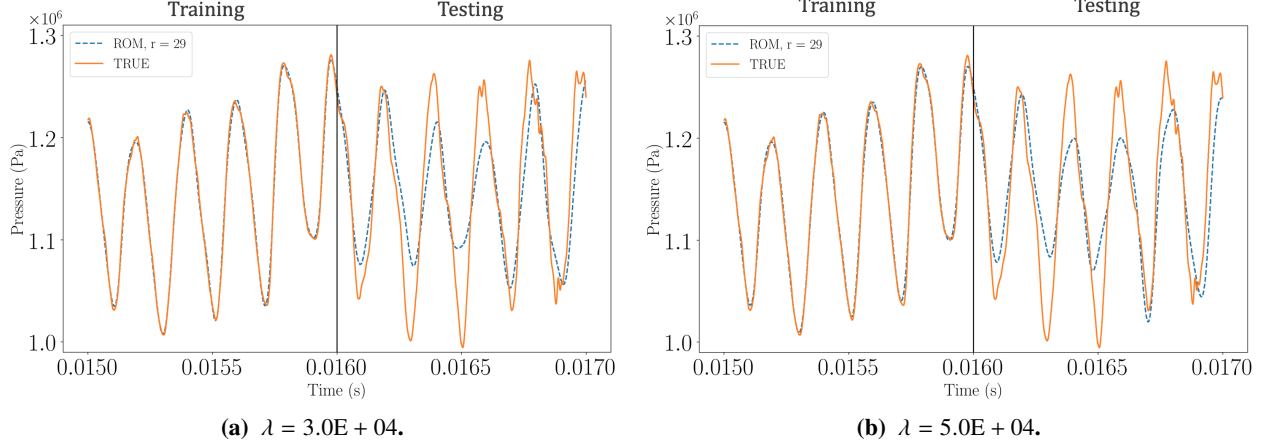 Training Testing
×10⁶
1.3
1.2
1.1
1.0
Pressure (Pa)
ROM, r = 29
TRUE
0.0150 0.0155 0.0160 0.0165 0.0170
Time (s)
(a) λ = 3.0E + 04.
Training Testing
×10⁶
1.3
1.2
1.1
1.0
Pressure (Pa)
ROM, r = 29
TRUE
0.0150 0.0155 0.0160 0.0165 0.0170
Time (s)
(b) λ = 5.0E + 04.